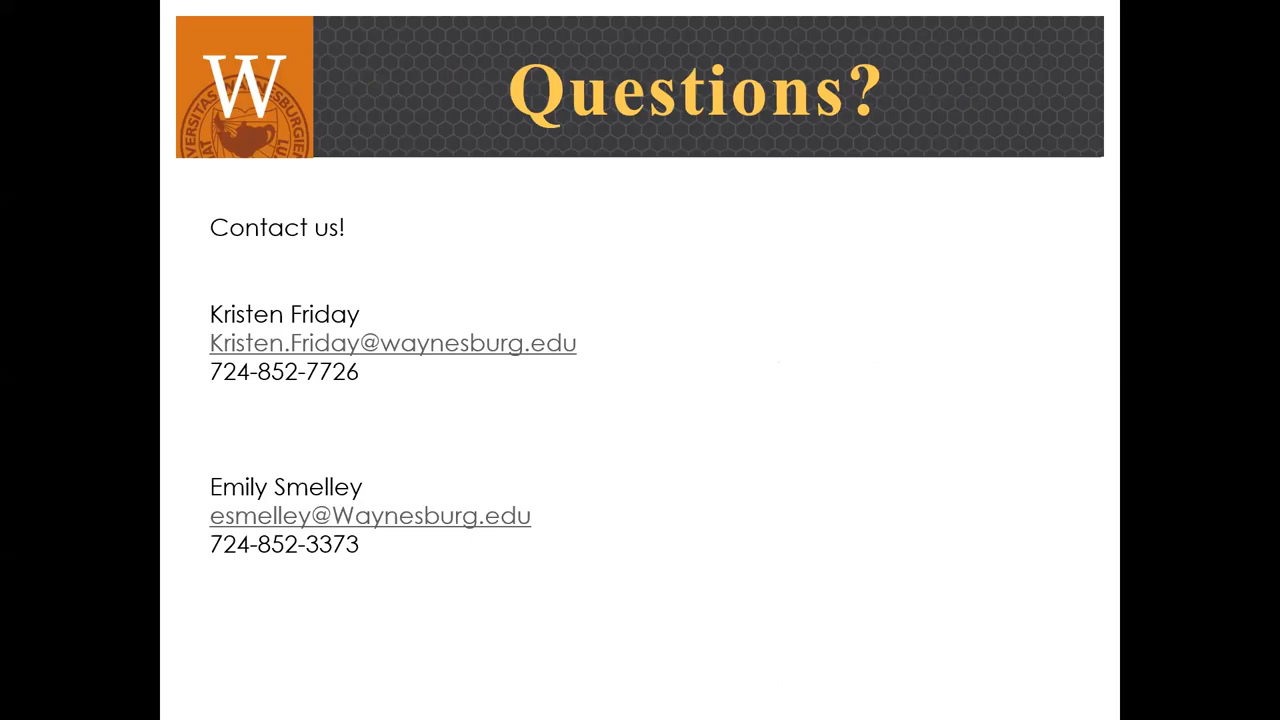 W
Questions?
Contact us!
Kristen Friday
Kristen.Friday@waynesburg.edu
724-852-7726
Emily Smelley
esmelley@Waynesburg.edu
724-852-3373